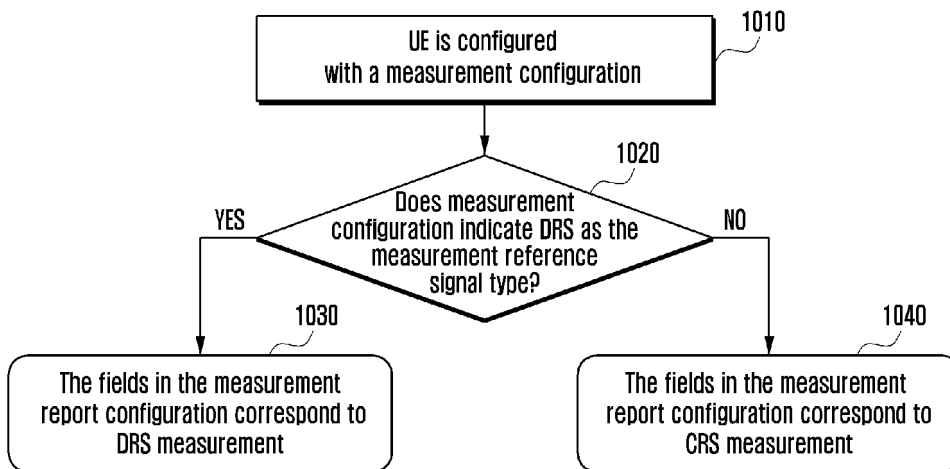 1010
UE is configured
with a measurement configuration
1020
Does measurement
configuration indicate DRS as the
measurement reference
signal type?
YES
NO
1030
The fields in the measurement
report configuration correspond to
DRS measurement
1040
The fields in the measurement
report configuration correspond to
CRS measurement